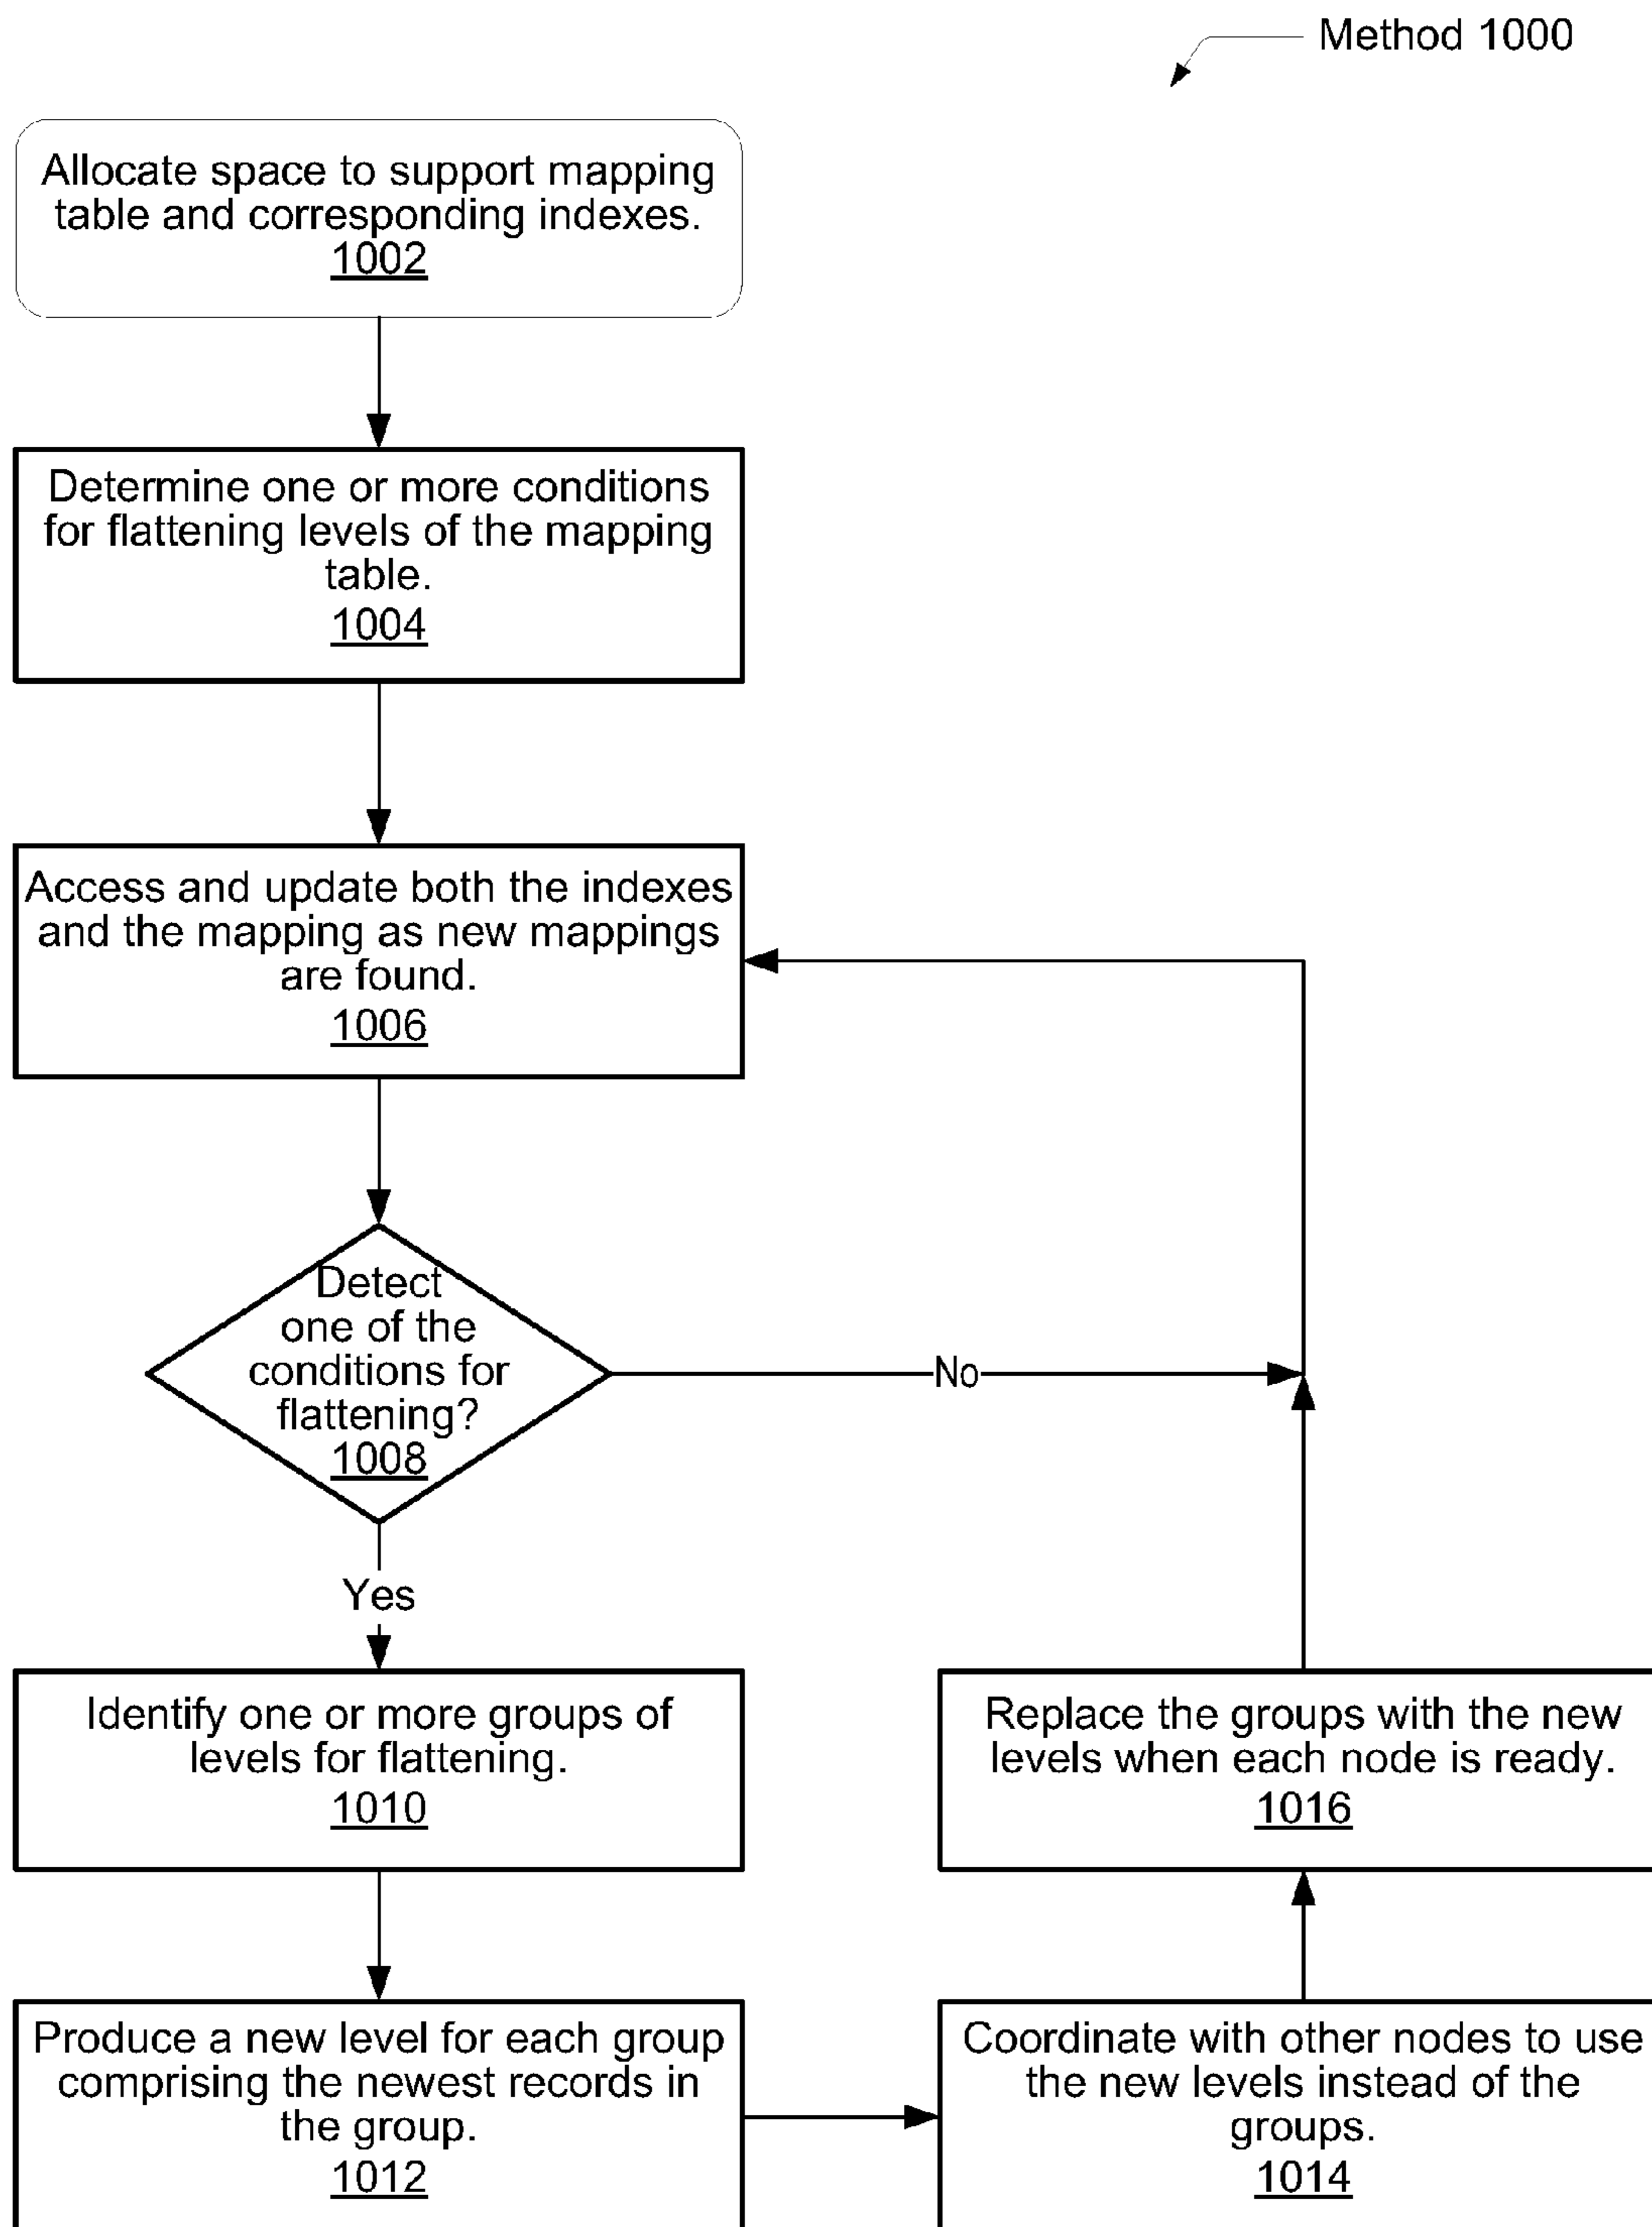 Method 1000
Allocate space to support mapping
table and corresponding indexes.
1002
Determine one or more conditions
for flattening levels of the mapping
table.
1004
Access and update both the indexes
and the mapping as new mappings
are found.
1006
Detect
one of the
conditions for
flattening?
1008
No
Yes
Identify one or more groups of
levels for flattening.
1010
Produce a new level for each group
comprising the newest records in
the group.
1012
Coordinate with other nodes to use
the new levels instead of the
groups.
1014
Replace the groups with the new
levels when each node is ready.
1016